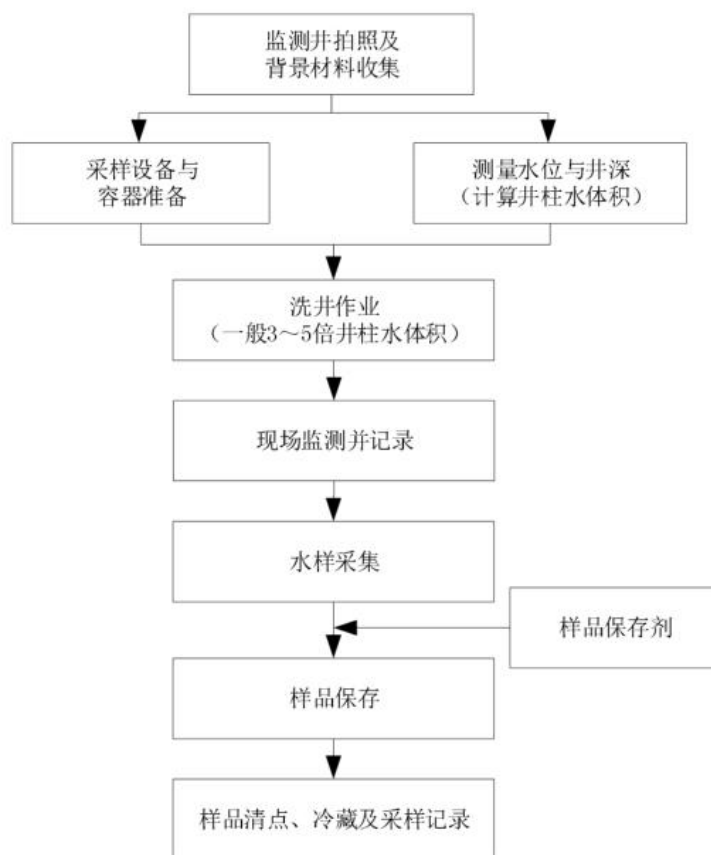 监测井拍照及
背景材料收集
采样设备与
容器准备
测量水位与井深
（计算井柱水体积）
洗井作业
（一般3～5倍井柱水体积）
现场监测并记录
水样采集
样品保存剂
样品保存
样品清点、冷藏及采样记录